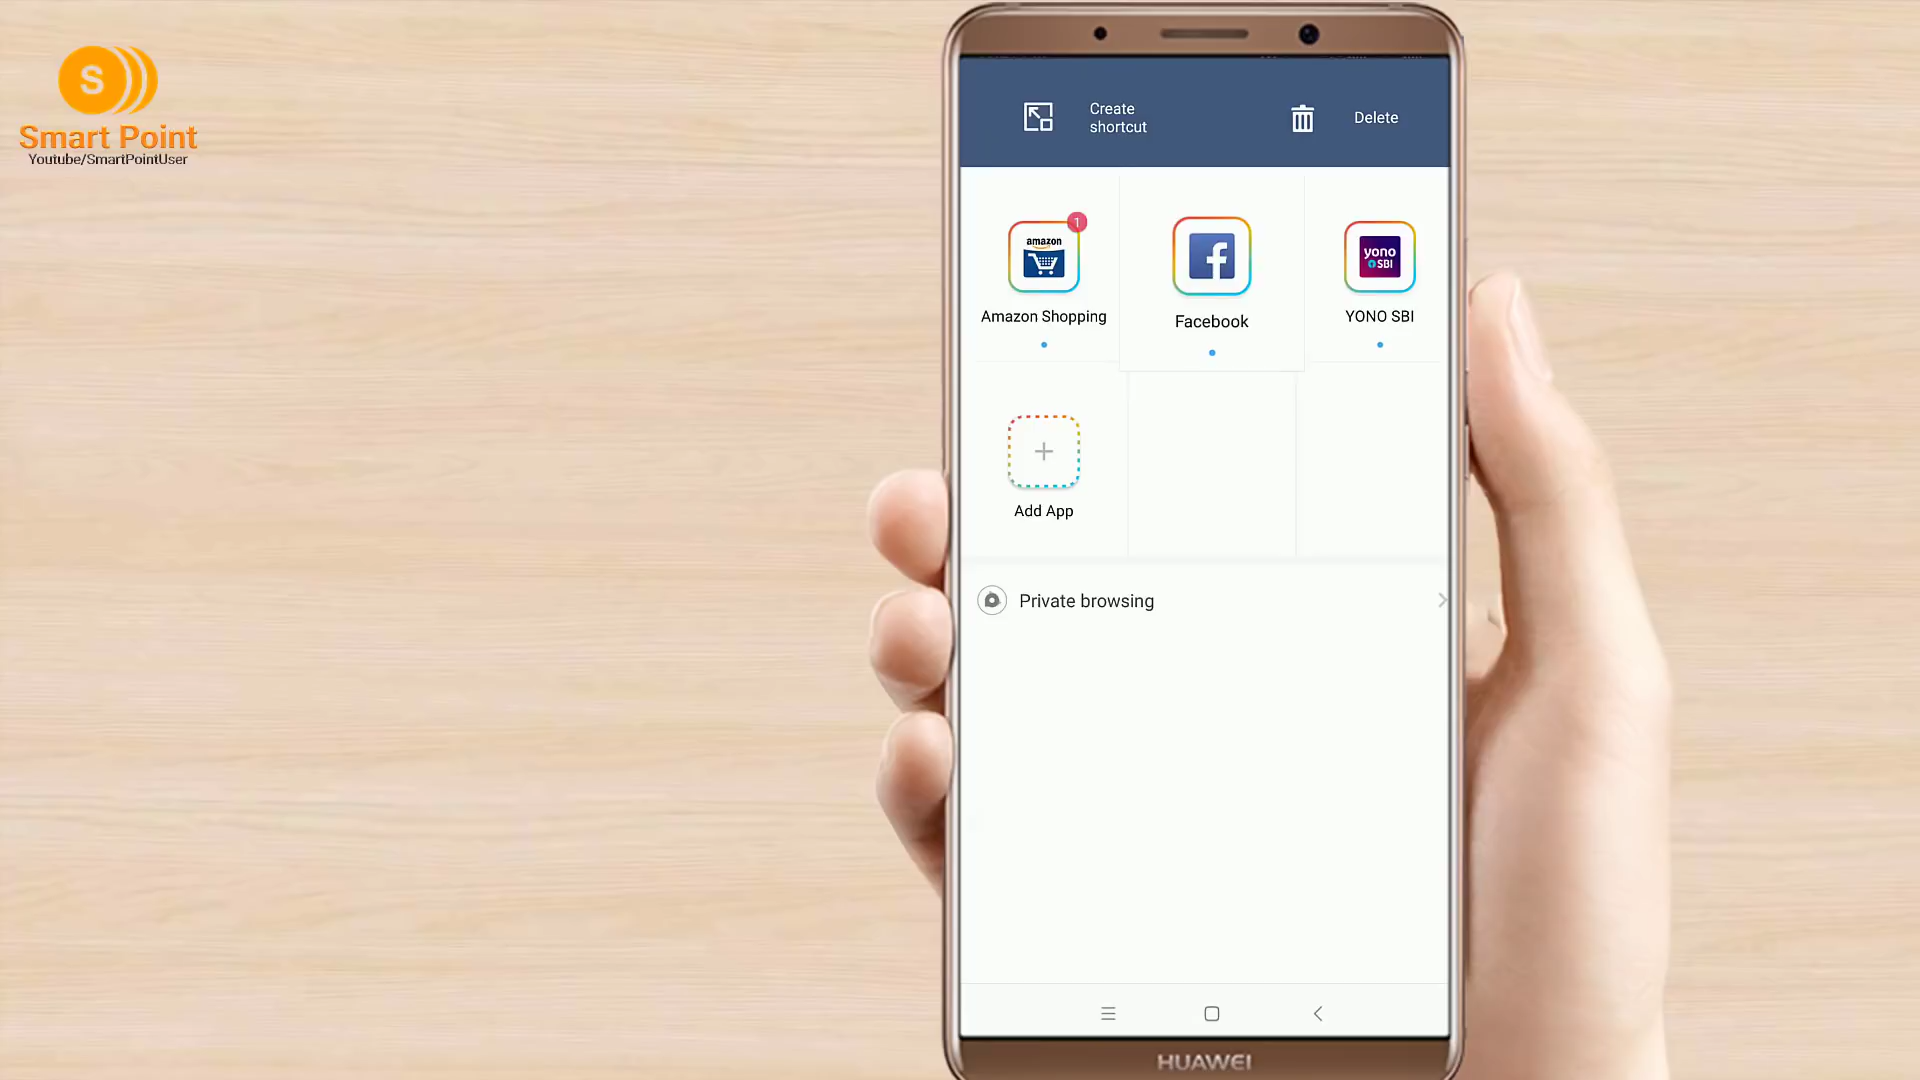 S
Smart Point
Youtube/SmartPointUser
Create
shortcut
Delete
1
amazon
yono
SBI
Amazon Shopping
Facebook
YONO SBI
Add App
Private browsing
HUAWEI